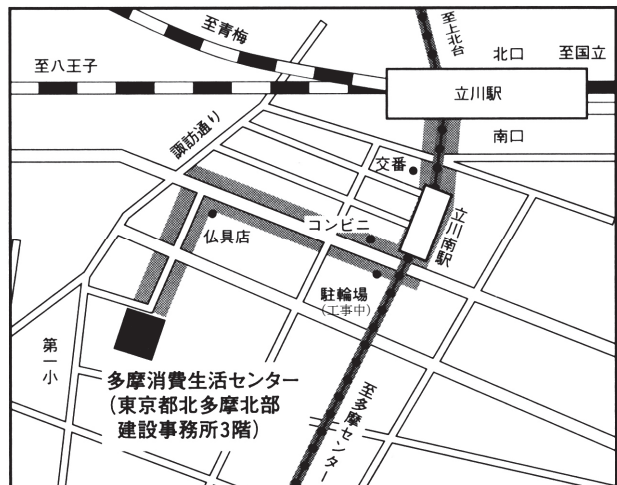 至青梅
至上北台
北口
至国立
至八王子
立川駅
諏訪通り
南口
交番
コンビニ
立川南駅
仏具店
駐輪場
(工事中)
第一小
多摩消費生活センター
(東京都北多摩北部
建設事務所3階)
至多摩センター